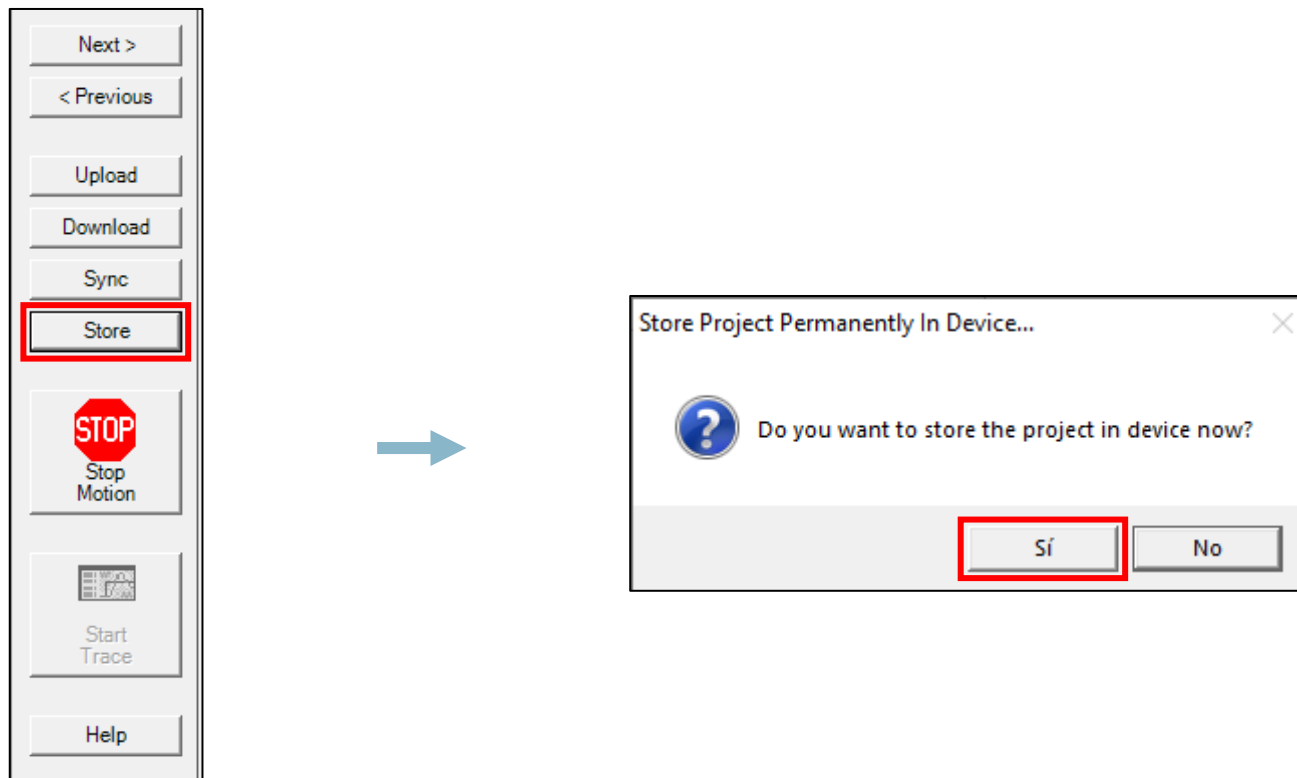 Next >
< Previous
Upload
Download
Sync
Store
STOP
Stop
Motion
Start
Trace
Help
Store Project Permanently In Device...
?
Do you want to store the project in device now?
Sí
No